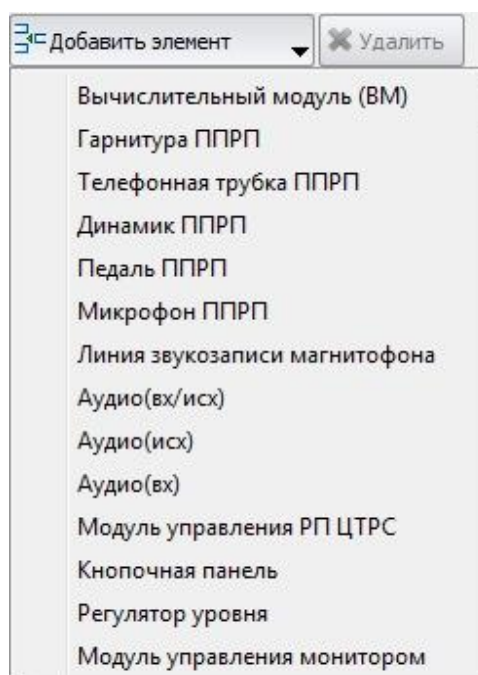 Добавить элемент Удалить
Вычислительный модуль (ВМ)
Гарнитура ППРП
Телефонная трубка ППРП
Динамик ППРП
Педаль ППРП
Микрофон ППРП
Линия звукозаписи магнитофона
Аудио(вх/исх)
Аудио(исх)
Аудио(вх)
Модуль управления РП ЦТРС
Кнопочная панель
Регулятор уровня
Модуль управления монитором